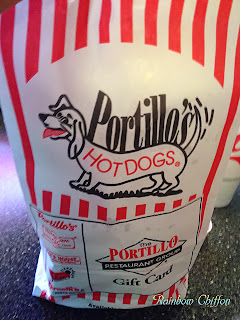 Portillo's
HOT DOGS®
Portillo's
The
PORTILLO
RESTAURANT GROUP
Gift Card
Rainbow Chiffon